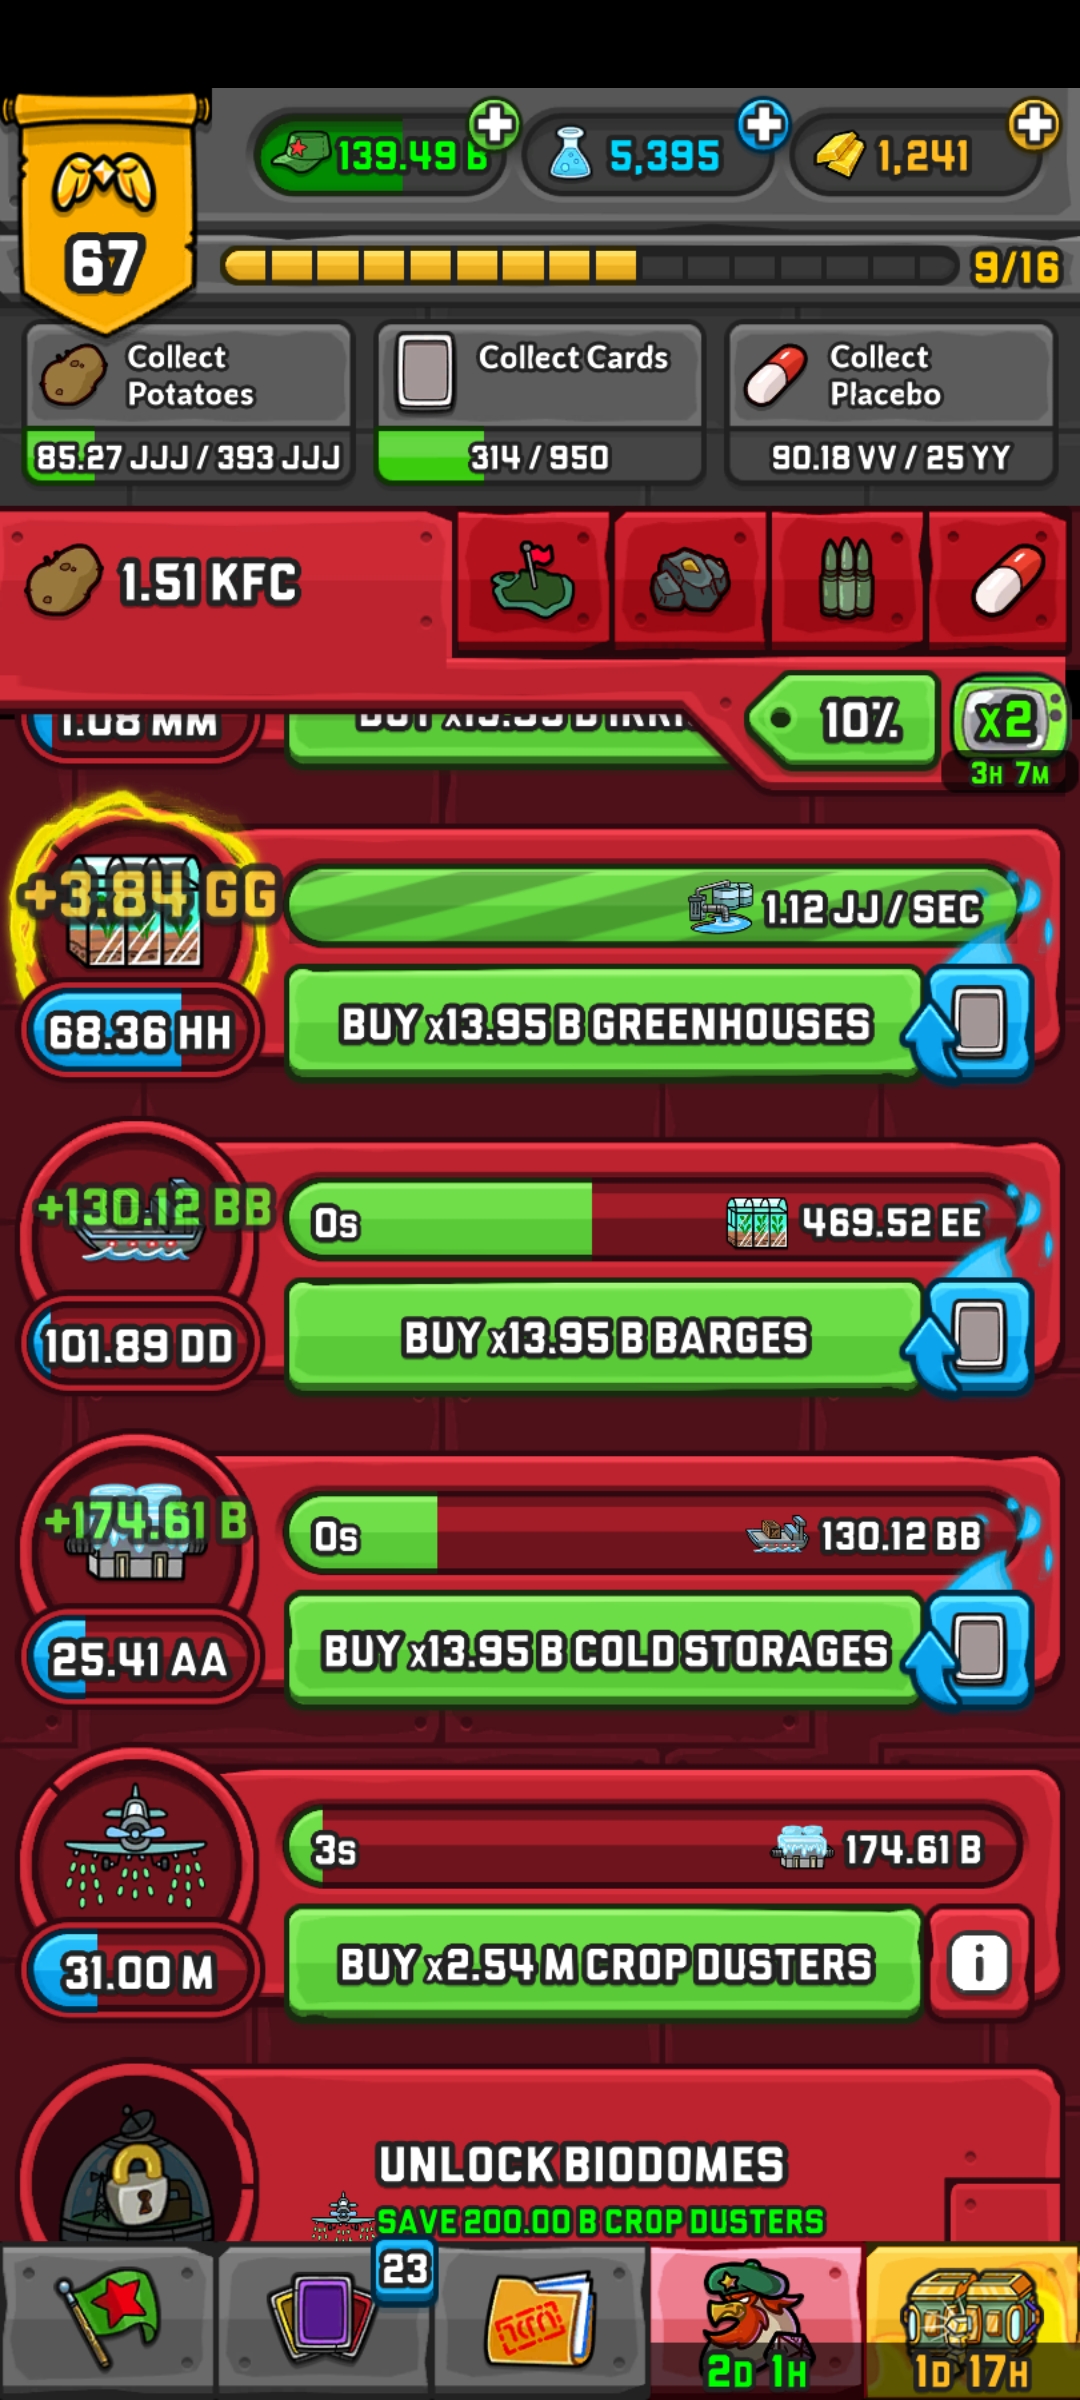 67
139.49 B
5,395
1,241
9/16
Collect
Potatoes
85.27 JJJ / 393 JJJ
Collect Cards
314 / 950
Collect
Placebo
90.18 VV / 25 YY
1.51 KFC
10%
x2
3H 7M
1.08 MM
+3.84 GG
1.12 JJ / SEC
68.36 HH
BUY x13.95 B GREENHOUSES
+130.12 BB
0s
469.52 EE
101.89 DD
BUY x13.95 B BARGES
+174.61 B
0s
130.12 BB
25.41 AA
BUY x13.95 B COLD STORAGES
3s
174.61 B
31.00 M
BUY x2.54 M CROP DUSTERS
i
UNLOCK BIODOMES
SAVE 200.00 B CROP DUSTERS
23
2D 1H
1D 17H